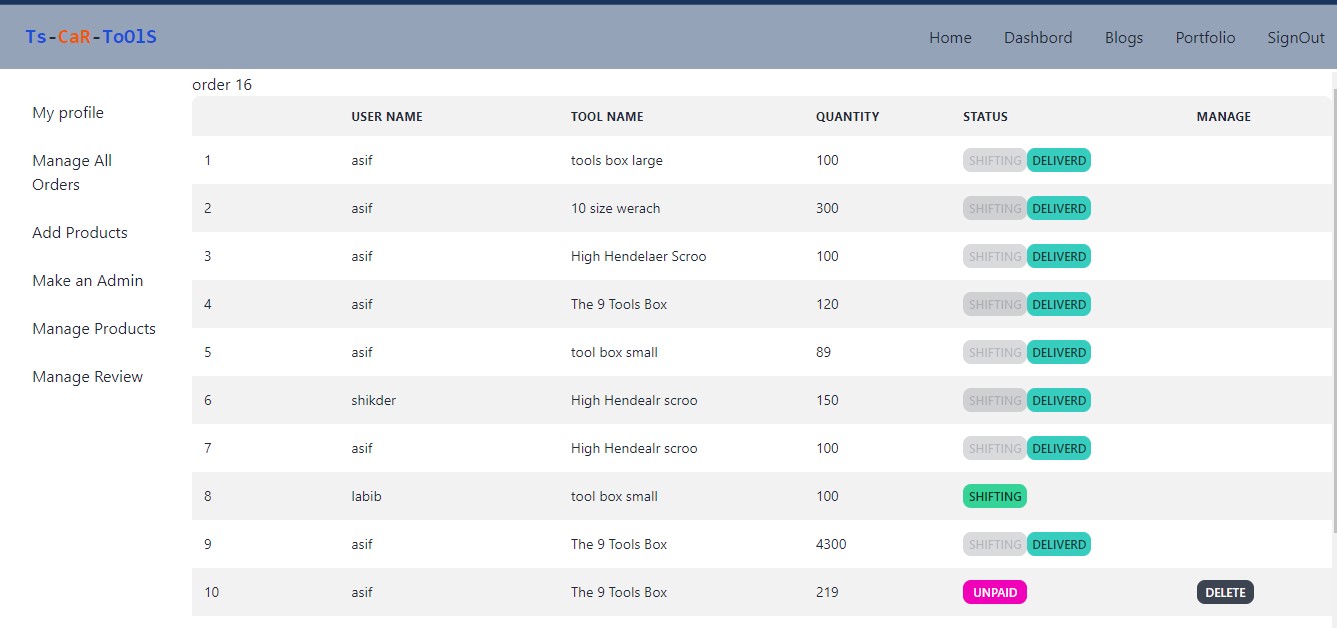 Ts-CaR-ToOlS
Home Dashbord Blogs Portfolio SignOut
My profile
Manage All
Orders
Add Products
Make an Admin
Manage Products
Manage Review
order 16
USER NAME TOOL NAME QUANTITY STATUS MANAGE
1 asif tools box large 100 SHIFTING DELIVERD
2 asif 10 size werach 300 SHIFTING DELIVERD
3 asif High Hendelaer Scroo 100 SHIFTING DELIVERD
4 asif The 9 Tools Box 120 SHIFTING DELIVERD
5 asif tool box small 89 SHIFTING DELIVERD
6 shikder High Hendealr scroo 150 SHIFTING DELIVERD
7 asif High Hendealr scroo 100 SHIFTING DELIVERD
8 labib tool box small 100 SHIFTING
9 asif The 9 Tools Box 4300 SHIFTING DELIVERD
10 asif The 9 Tools Box 219 UNPAID DELETE